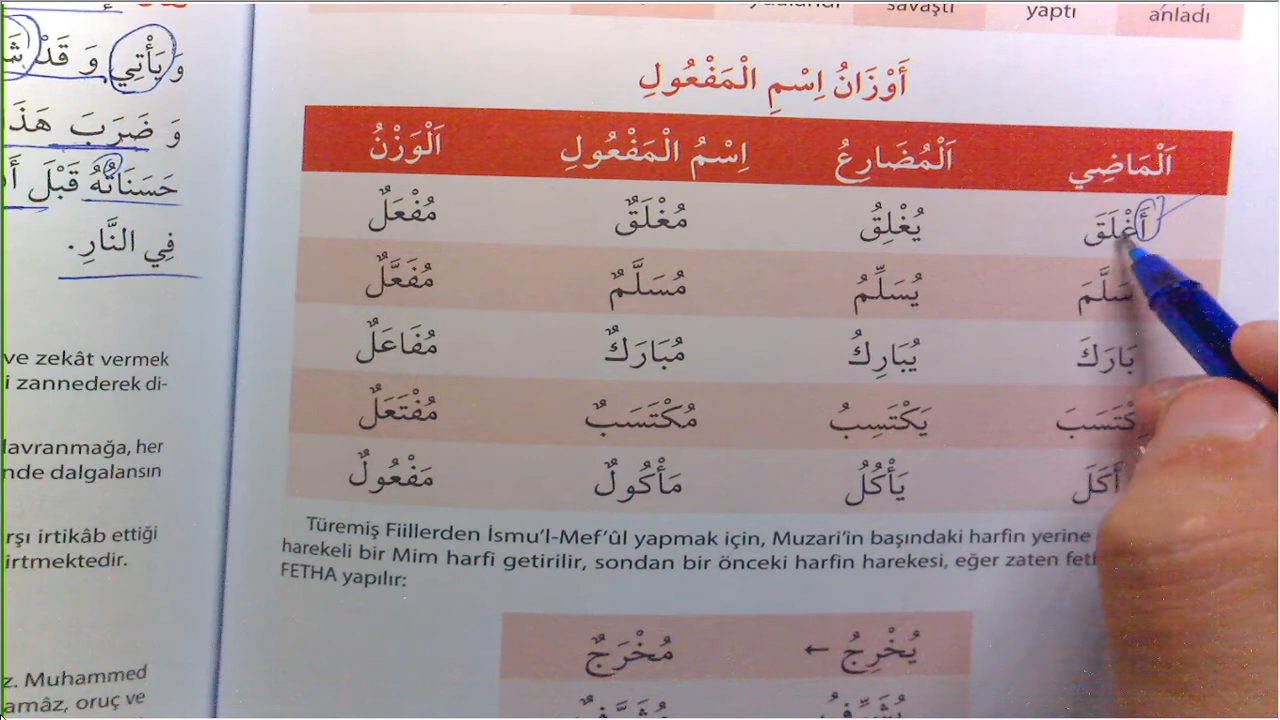 savaştı yaptı anladı
أَوْزَانُ اِسْمِ الْمَفْعُولِ
اَلْمَاضِي اَلْمُضَارِعُ اِسْمُ الْمَفْعُولِ اَلْوَزْنُ
أَغْلَقَ يُغْلِقُ مُغْلَقٌ مُفْعَلٌ
سَلَّمَ يُسَلِّمُ مُسَلَّمٌ مُفَعَّلٌ
بَارَكَ يُبَارِكُ مُبَارَكٌ مُفَاعَلٌ
يَكْتَسِبُ مُكْتَسَبٌ مُفْتَعَلٌ
أَكَلَ يَأْكُلُ مَأْكُولٌ مَفْعُولٌ
Türemiş Fiillerden İsmu'l-Mef'ûl yapmak için, Muzari'in başındaki harfin yerine
harekeli bir Mim harfi getirilir, sondan bir önceki harfin harekesi, eğer zaten
FETHA yapılır:
يُخْرِجُ ← مُخْرَجٌ
وَ يَأْتِي وَ قَدْ
وَ ضَرَبَ هَذَا
حَسَنَاتُهُ قَبْلَ
فِي النَّارِ.
ve zekât vermek
i zannederek di-
lavranmağa, her
nde dalgalansın
rşı irtikâb ettiği
irtmektedir.
z. Muhammed
amâz, oruç ve